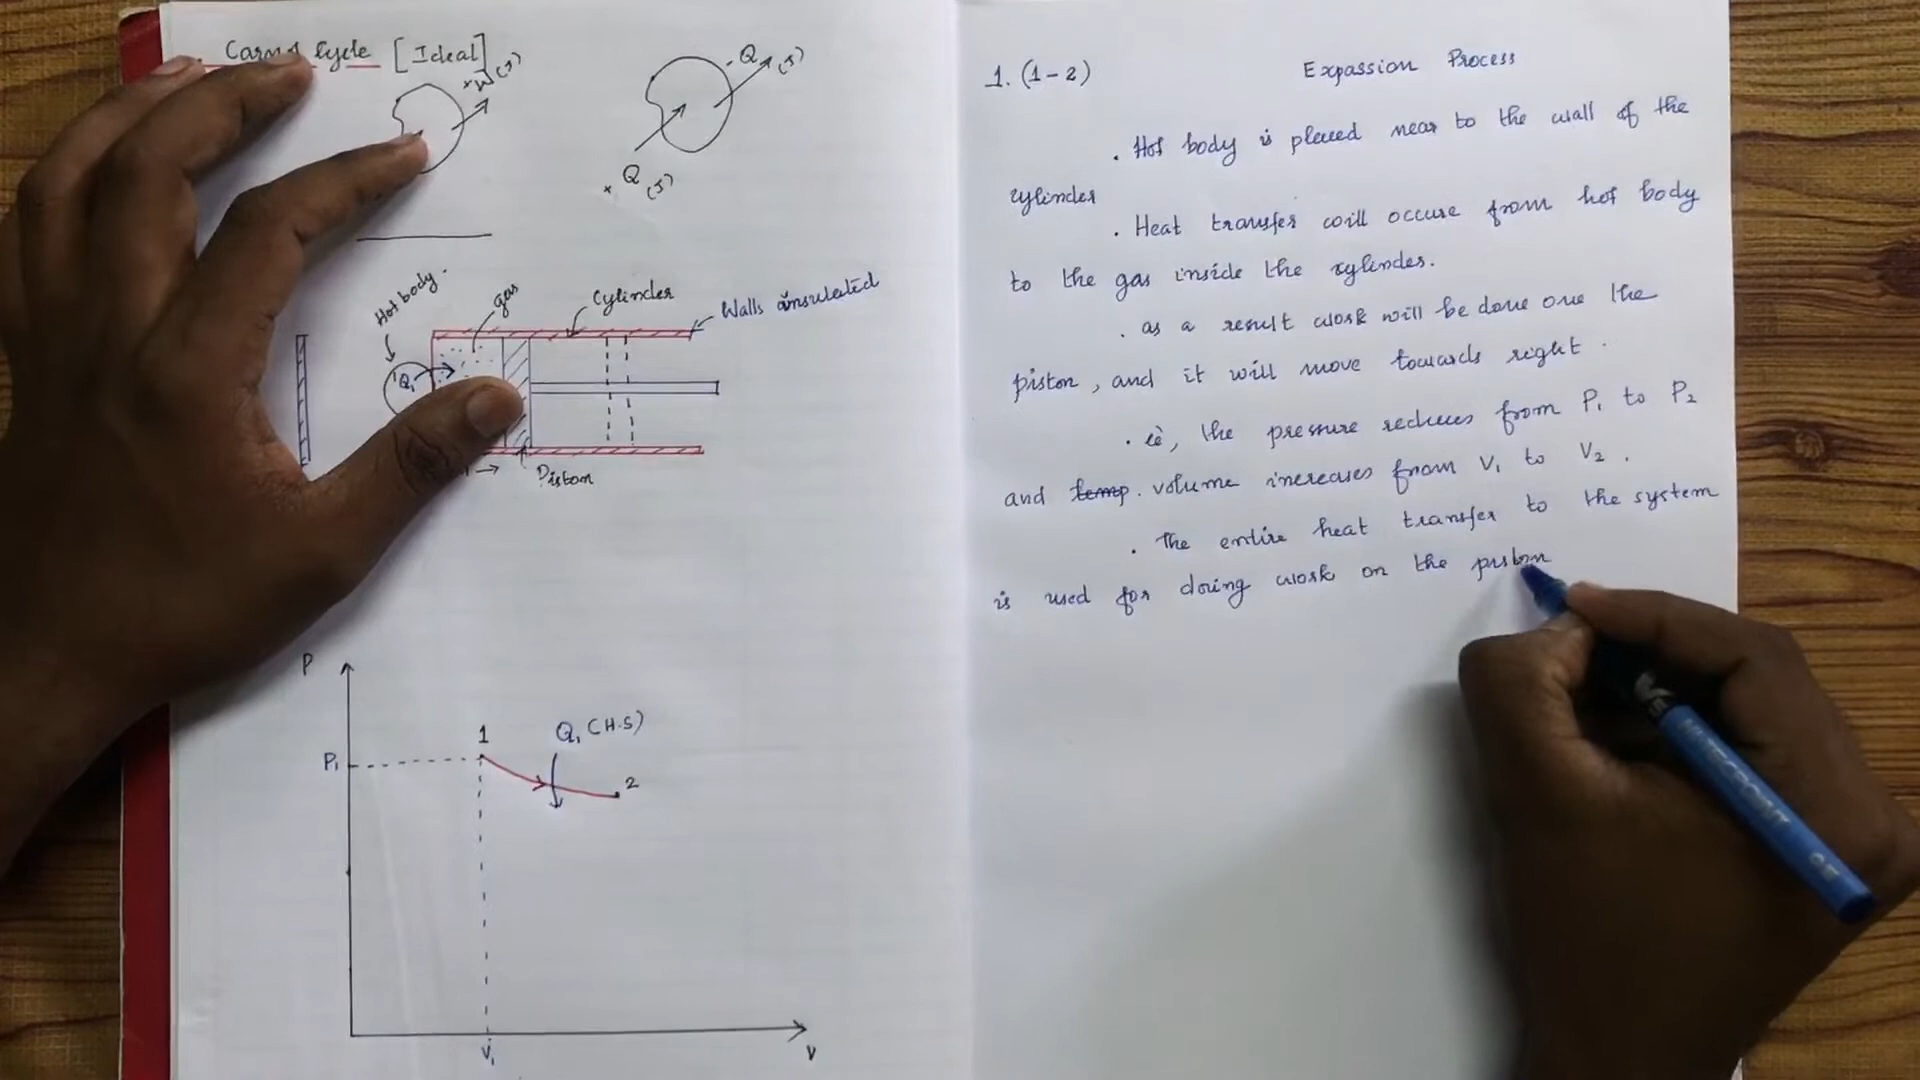 Carnot Cycle [Ideal]
+W (J)
-Q (J)
+Q (J)
Hot body.
gas
Cylinder
Walls insulated
Q₁
Piston
P
P₁
1
Q₁ (H.S)
2
V₁
V
1. (1-2)
Expassion Process
. Hot body is placed near to the wall of the
cylinder
. Heat transfer will occure from hot body
to the gas inside the cylinder.
. as a result work will be done one the
piston, and it will move towards right.
. ie, the pressure reduces from P₁ to P₂
and temp. volume increases from V₁ to V₂.
. The entire heat transfer to the system
is used for doing work on the piston